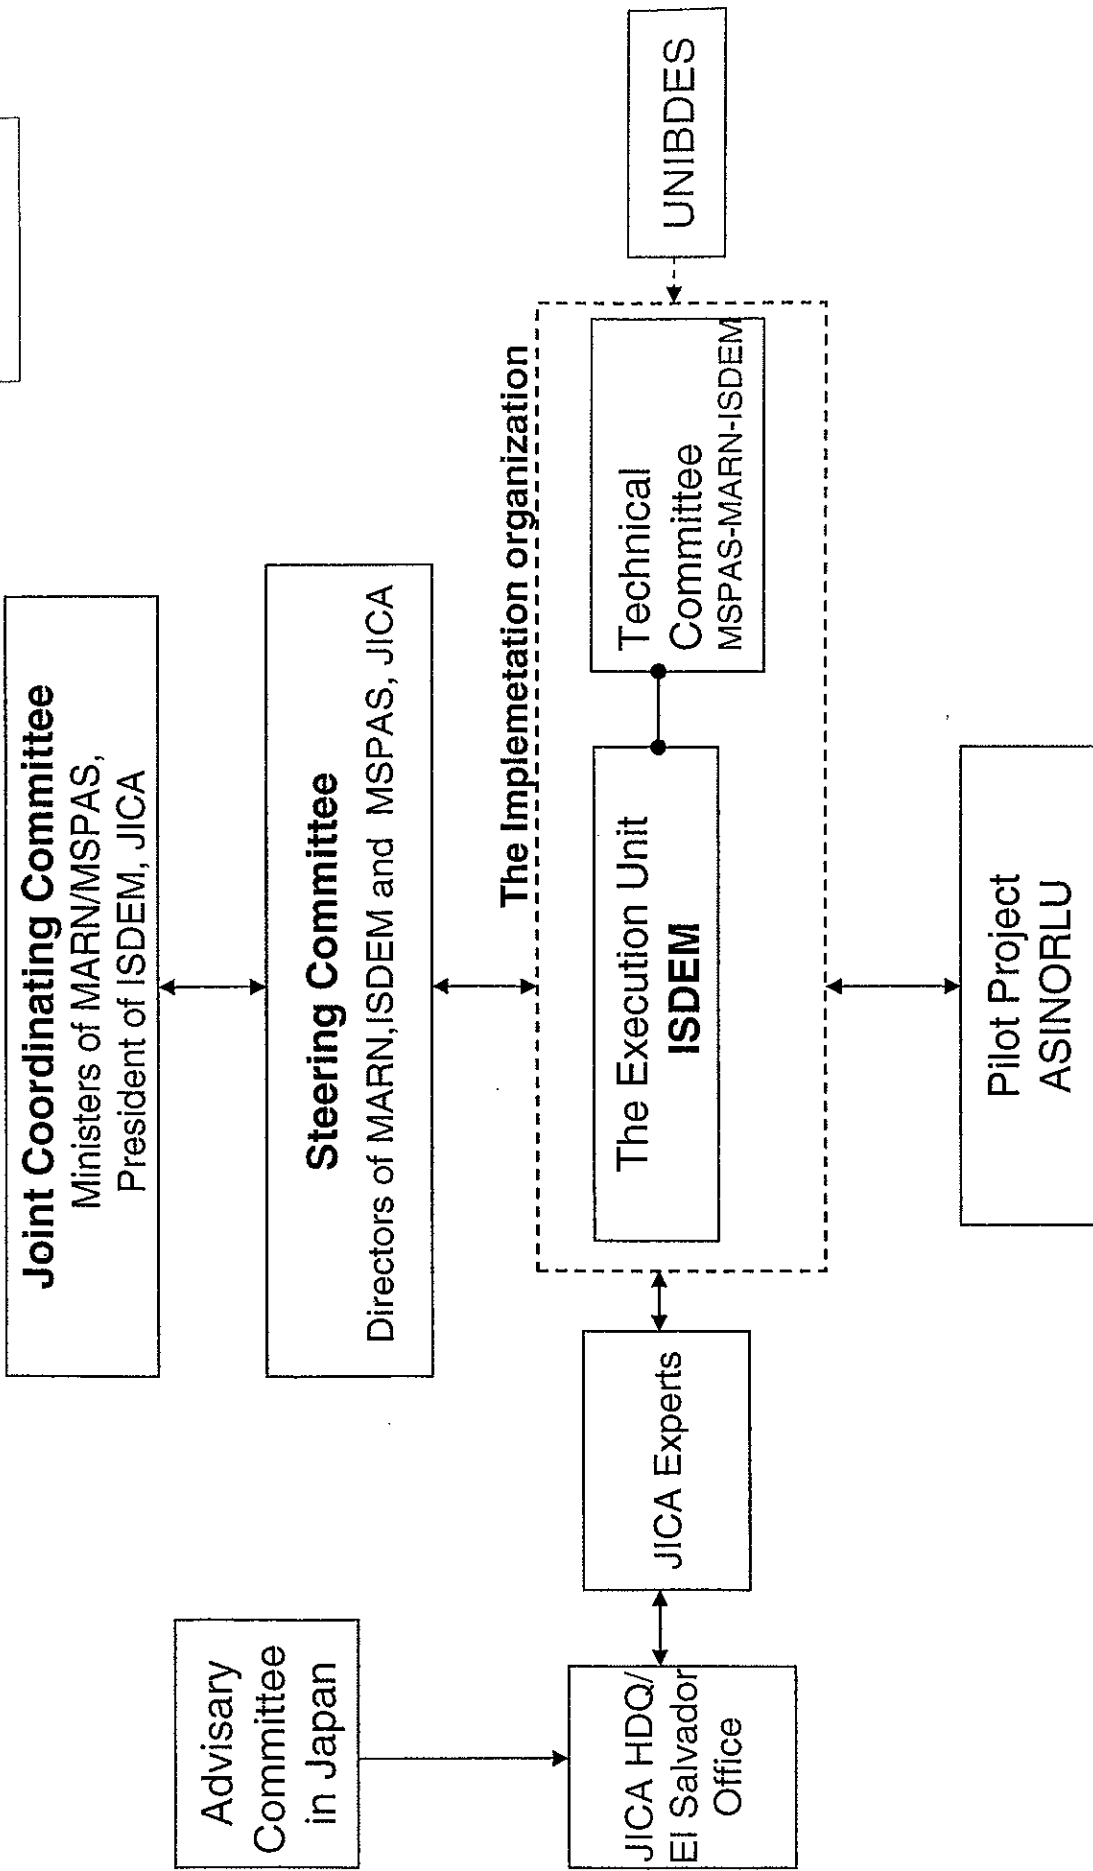 Joint Coordinating Committee
Ministers of MARN/MSPAS,
President of ISDEM, JICA
Steering Committee
Directors of MARN,ISDEM and MSPAS, JICA
Advisary
Committee
in Japan
The Implemetation organization
JICA HDQ/
El Salvador
Office
JICA Experts
The Execution Unit
ISDEM
Technical
Committee
MSPAS-MARN-ISDEM
UNIBDES
Pilot Project
ASINORLU